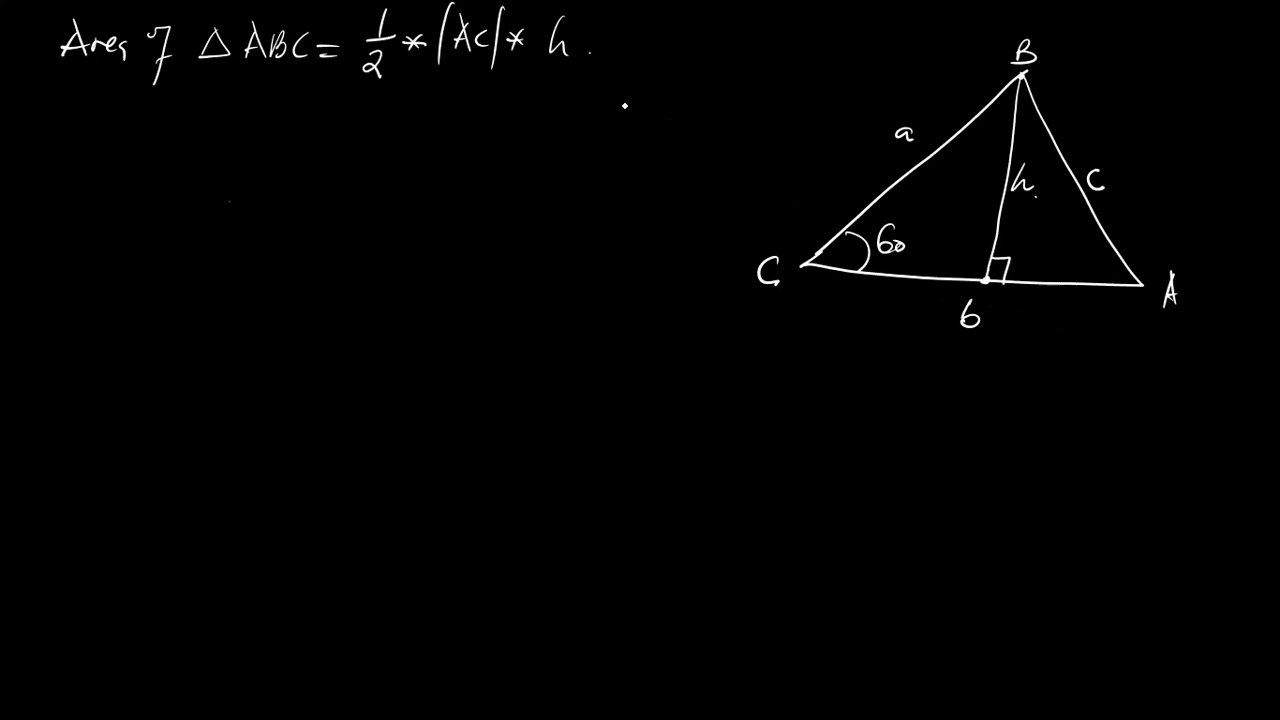 Area of △ABC = 1/2 * |AC| * h.
B
a
h.
c
60
C
A
b